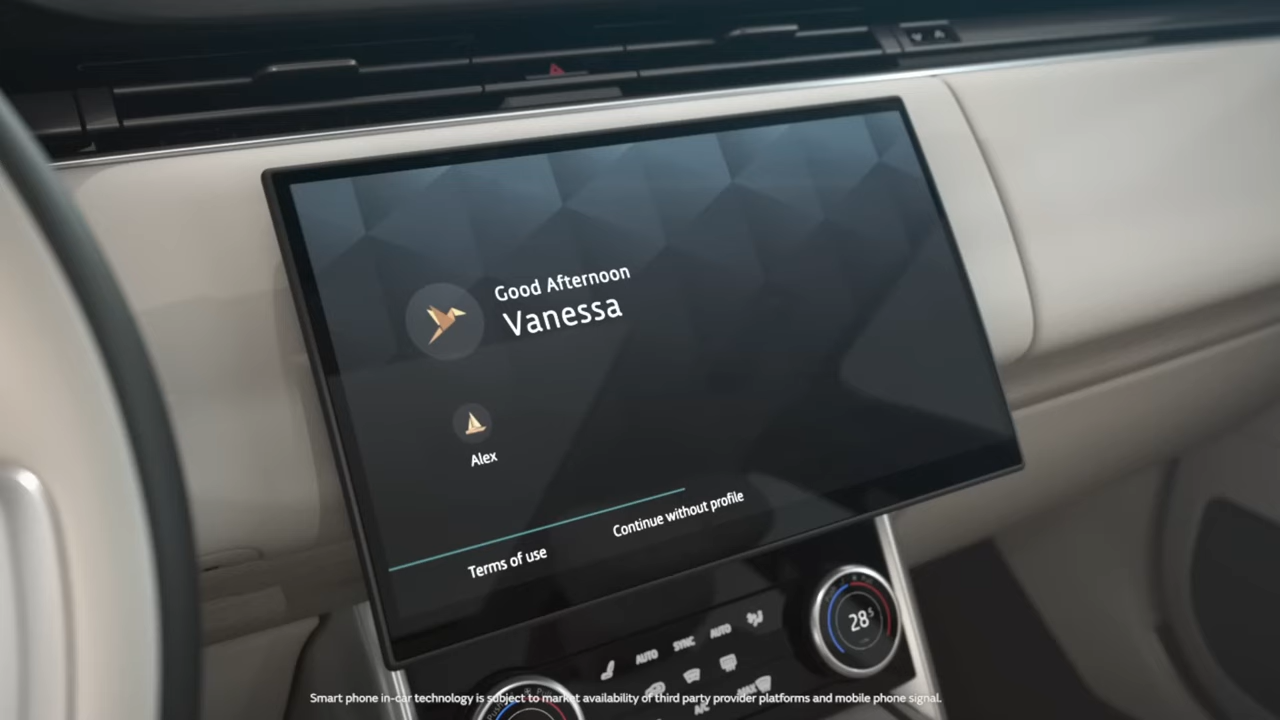 Good Afternoon
Vanessa
Alex
Continue without profile
Terms of use
28.5
AUTO SYNC AUTO
A/C
Smart phone in-car technology is subject to market availability of third party provider platforms and mobile phone signal.